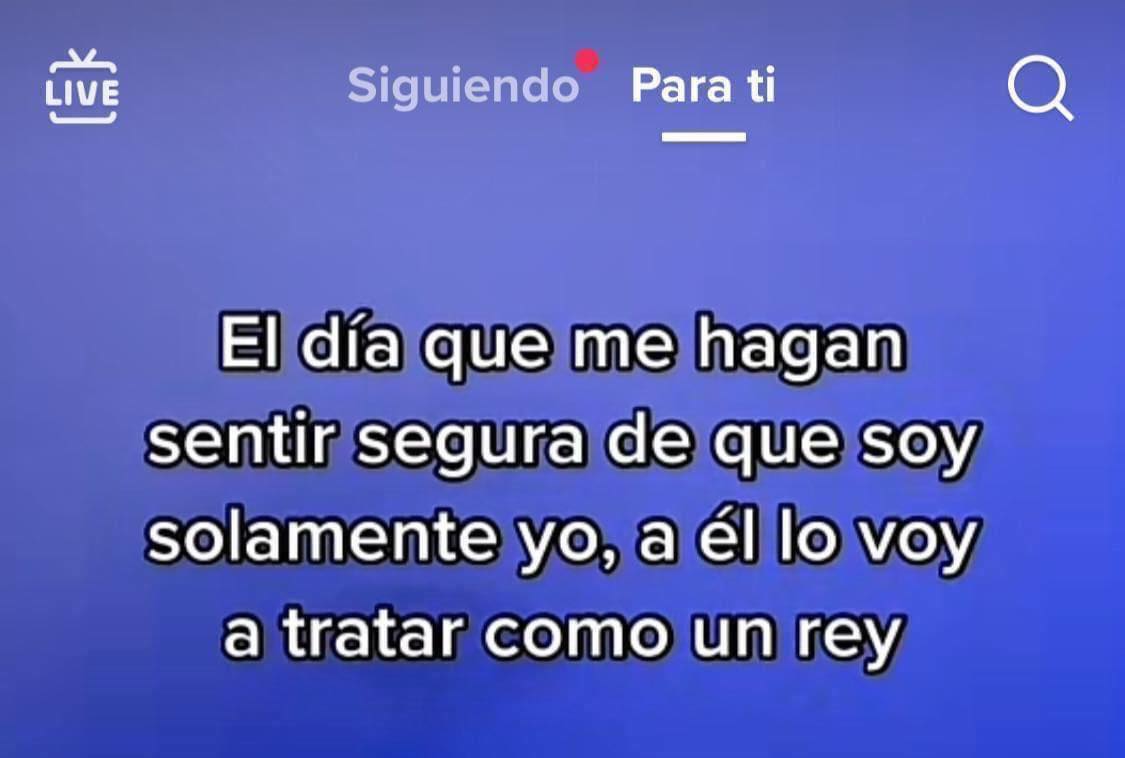 LIVE Siguiendo Para ti
El día que me hagan
sentir segura de que soy
solamente yo, a él lo voy
a tratar como un rey